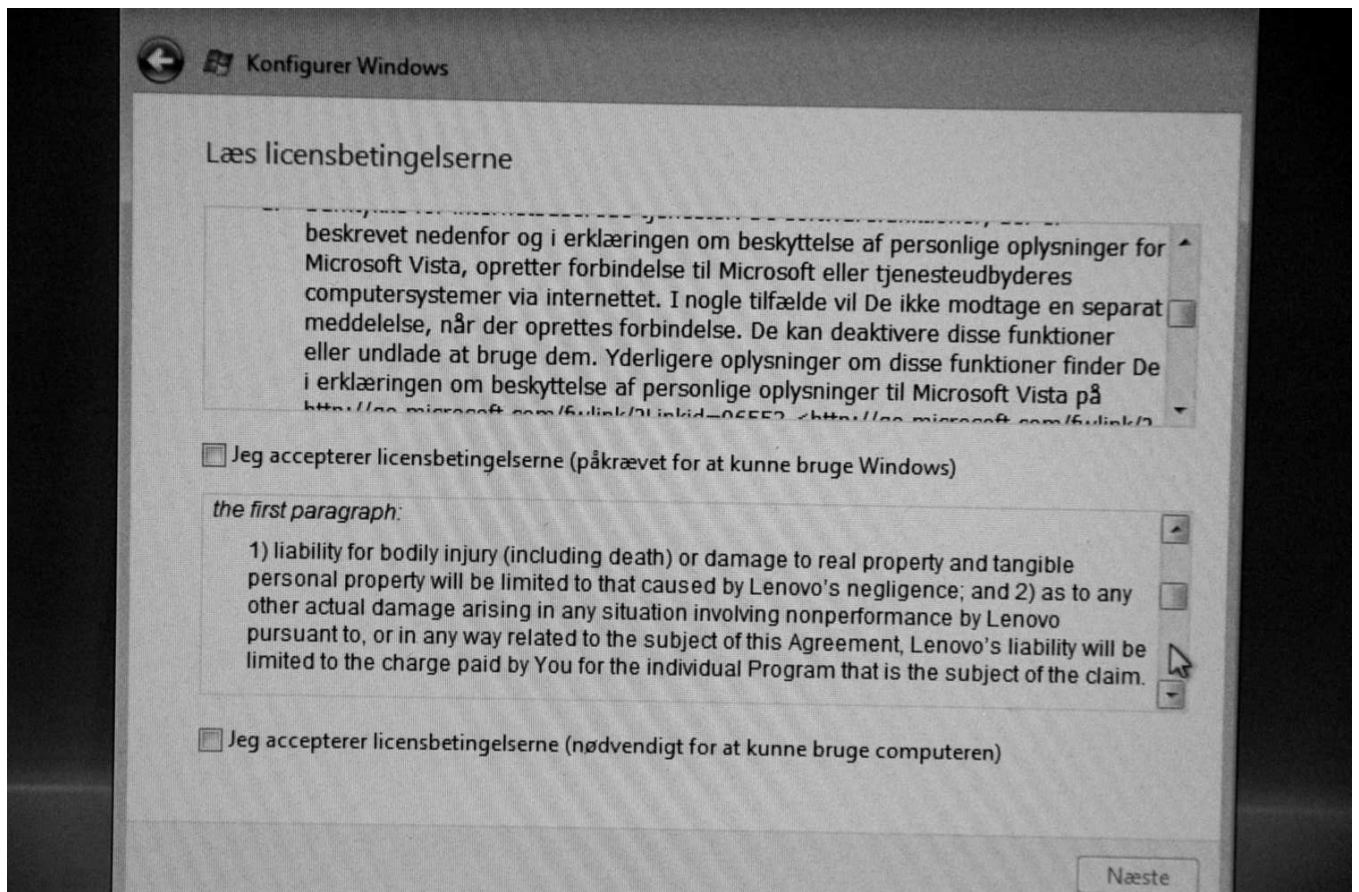 Konfigurer Windows
Læs licensbetingelserne
beskrevet nedenfor og i erklæringen om beskyttelse af personlige oplysninger for
Microsoft Vista, opretter forbindelse til Microsoft eller tjenesteudbyderes
computersystemer via internettet. I nogle tilfælde vil De ikke modtage en separat
meddelelse, når der oprettes forbindelse. De kan deaktivere disse funktioner
eller undlade at bruge dem. Yderligere oplysninger om disse funktioner finder De
i erklæringen om beskyttelse af personlige oplysninger til Microsoft Vista på
Jeg accepterer licensbetingelserne (påkrævet for at kunne bruge Windows)
the first paragraph:
1) liability for bodily injury (including death) or damage to real property and tangible
personal property will be limited to that caused by Lenovo's negligence; and 2) as to any
other actual damage arising in any situation involving nonperformance by Lenovo
pursuant to, or in any way related to the subject of this Agreement, Lenovo's liability will be
limited to the charge paid by You for the individual Program that is the subject of the claim.
Jeg accepterer licensbetingelserne (nødvendigt for at kunne bruge computeren)
Næste